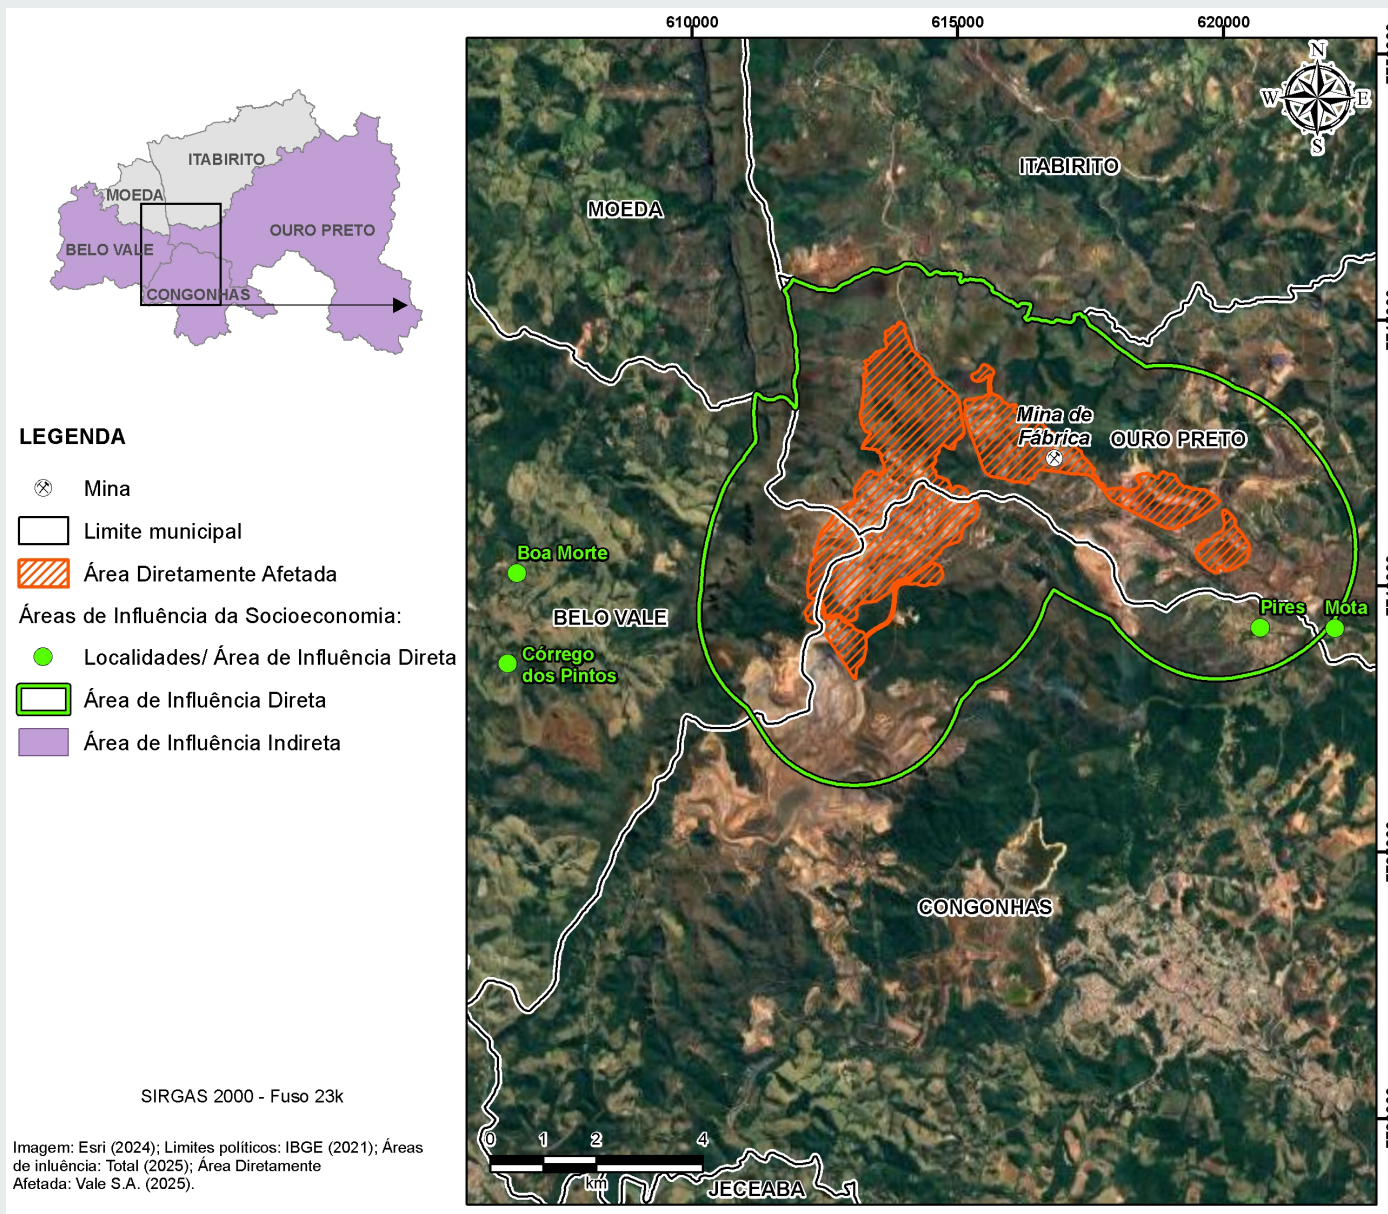 610000
615000
620000
N
W
E
S
ITABIRITO
MOEDA
BELO VALE
OURO PRETO
CONGONHAS
ITABIRITO
MOEDA
Mina de
Fábrica
OURO PRETO
Boa Morte
BELO VALE
Córrego
dos Pintos
Pires
Mota
CONGONHAS
JECEABA
0
1
2
4
km
LEGENDA
Mina
Limite municipal
Área Diretamente Afetada
Áreas de Influência da Socioeconomia:
Localidades/ Área de Influência Direta
Área de Influência Direta
Área de Influência Indireta
SIRGAS 2000 - Fuso 23k
Imagem: Esri (2024); Limites políticos: IBGE (2021); Áreas
de inluência: Total (2025); Área Diretamente
Afetada: Vale S.A. (2025).